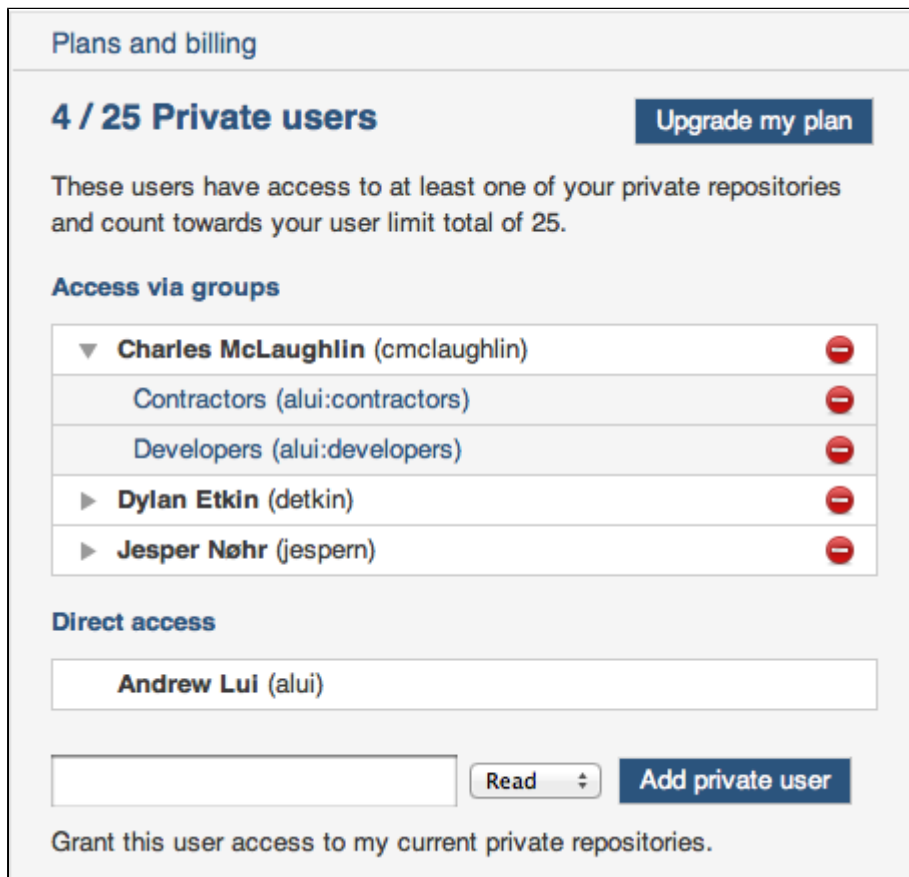 Plans and billing
4 / 25 Private users
Upgrade my plan
These users have access to at least one of your private repositories
and count towards your user limit total of 25.
Access via groups
Charles McLaughlin (cmclaughlin)
Contractors (alui:contractors)
Developers (alui:developers)
Dylan Etkin (detkin)
Jesper Nøhr (jespern)
Direct access
Andrew Lui (alui)
Read
Add private user
Grant this user access to my current private repositories.